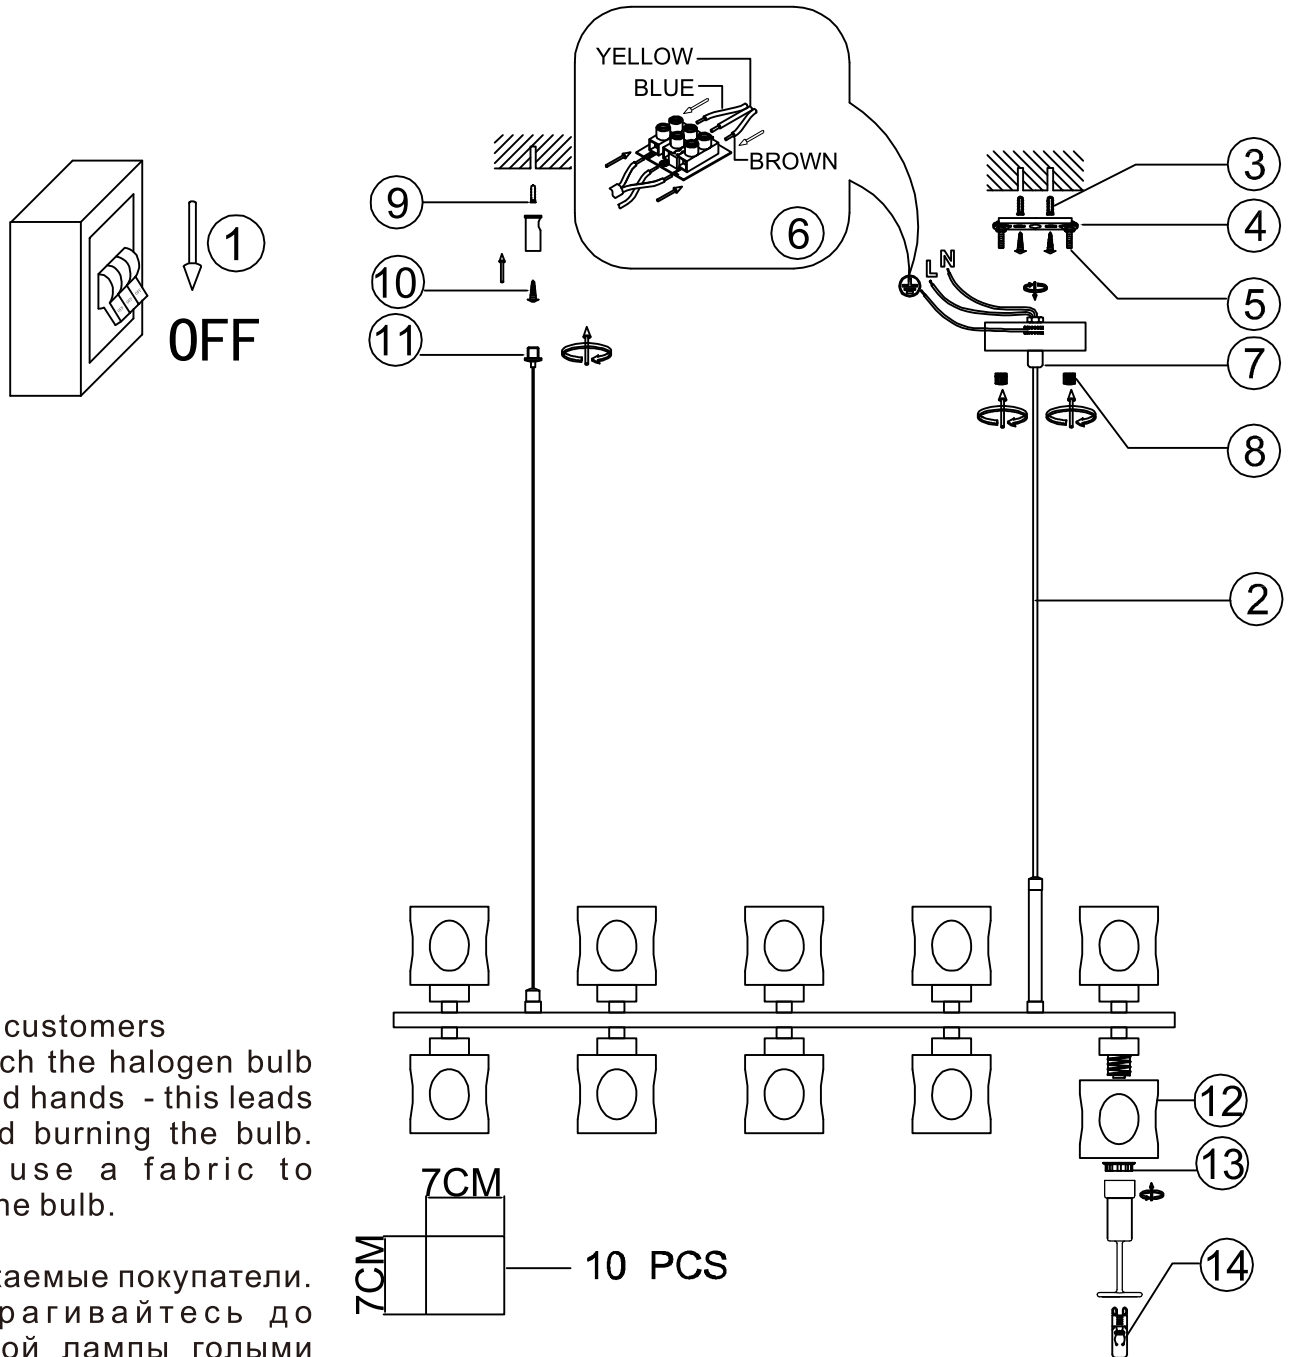 YELLOW
BLUE
BROWN
6
1
OFF
9
10
11
L N
3
4
5
7
8
2
12
13
14
7CM
7CM
10 PCS
customers
ch the halogen bulb
d hands - this leads
d burning the bulb.
use a fabric to
he bulb.
таемые покупатели.
рагивайтесь до
ой лампы голыми